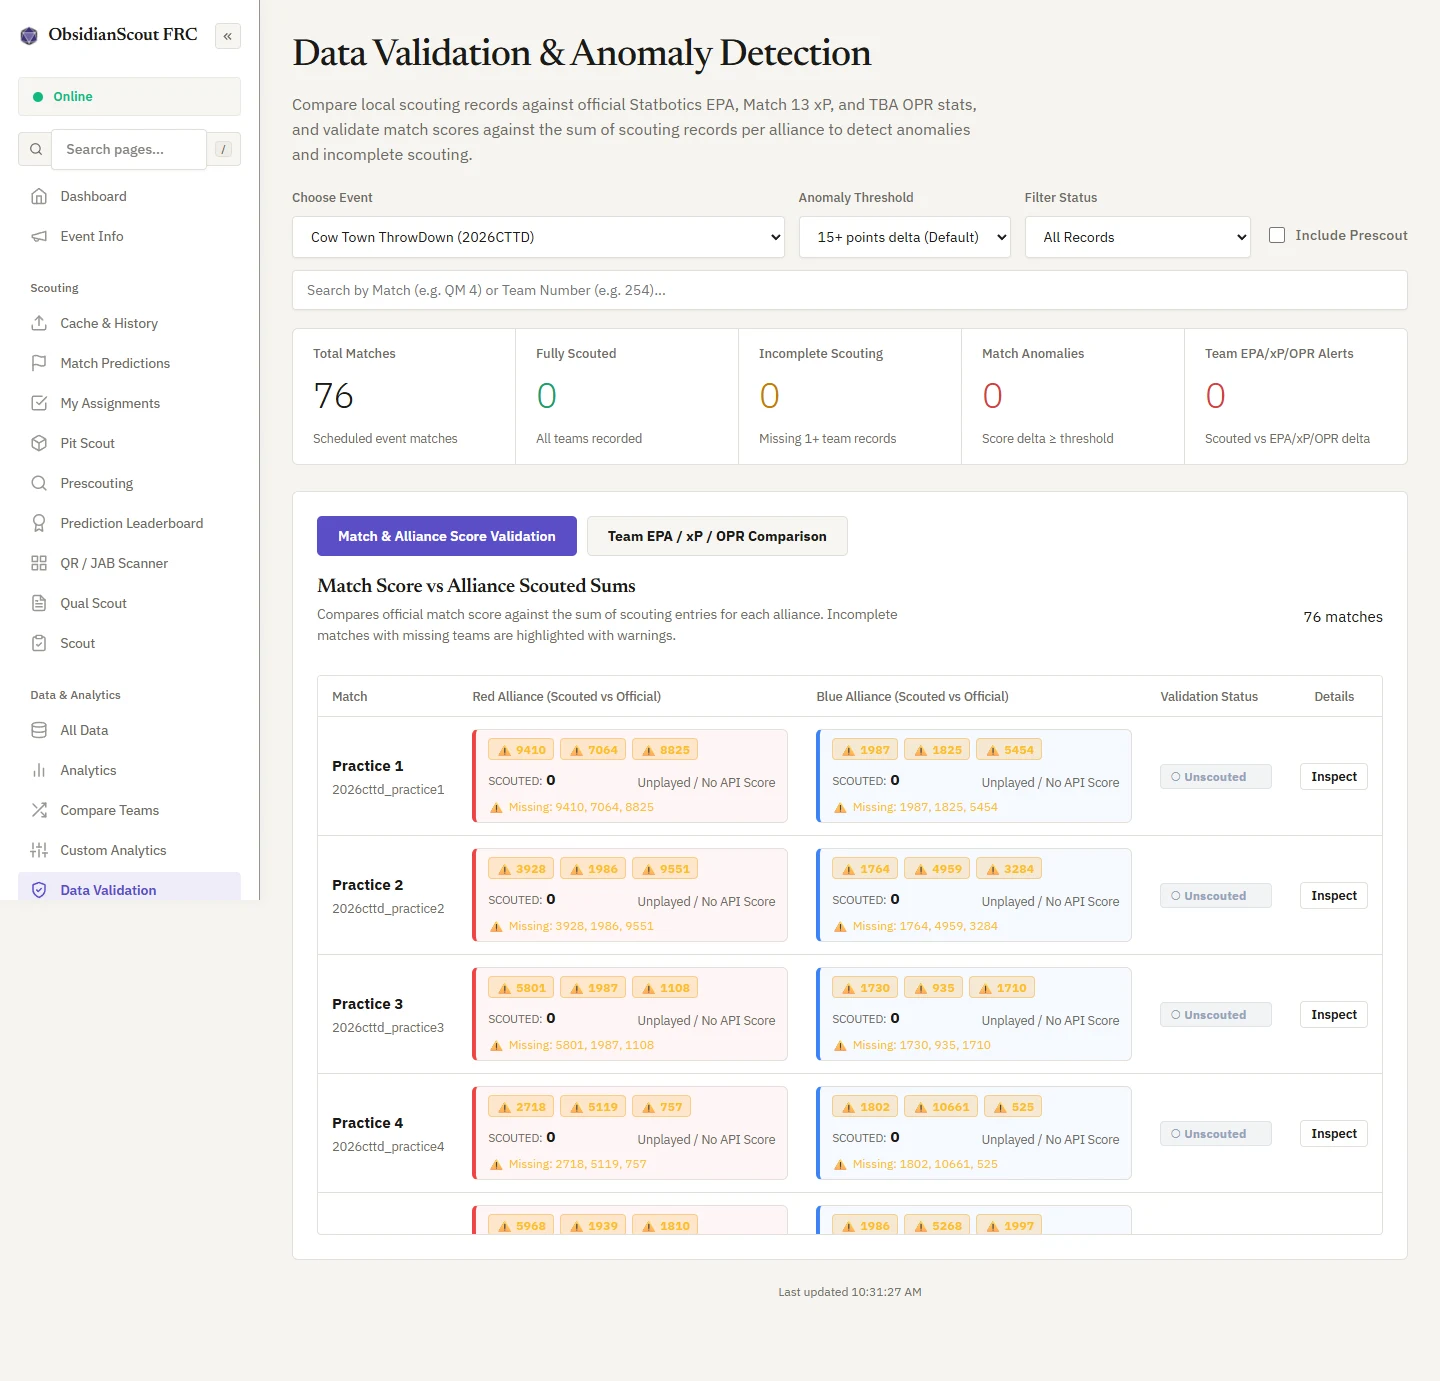 ObsidianScout FRC
«
Online
Search pages...
/
Dashboard
Event Info
Scouting
Cache & History
Match Predictions
My Assignments
Pit Scout
Prescouting
Prediction Leaderboard
QR / JAB Scanner
Qual Scout
Scout
Data & Analytics
All Data
Analytics
Compare Teams
Custom Analytics
Data Validation
Data Validation & Anomaly Detection
Compare local scouting records against official Statbotics EPA, Match 13 xP, and TBA OPR stats,
and validate match scores against the sum of scouting records per alliance to detect anomalies
and incomplete scouting.
Choose Event
Anomaly Threshold
Filter Status
Cow Town ThrowDown (2026CTTD)
15+ points delta (Default)
All Records
Include Prescout
Search by Match (e.g. QM 4) or Team Number (e.g. 254)...
Total Matches
76
Scheduled event matches
Fully Scouted
0
All teams recorded
Incomplete Scouting
0
Missing 1+ team records
Match Anomalies
0
Score delta ≥ threshold
Team EPA/xP/OPR Alerts
0
Scouted vs EPA/xP/OPR delta
Match & Alliance Score Validation
Team EPA / xP / OPR Comparison
Match Score vs Alliance Scouted Sums
Compares official match score against the sum of scouting entries for each alliance. Incomplete
matches with missing teams are highlighted with warnings.
76 matches
Match
Red Alliance (Scouted vs Official)
Blue Alliance (Scouted vs Official)
Validation Status
Details
Practice 1
2026cttd_practice1
9410 7064 8825
SCOUTED: 0 Unplayed / No API Score
Missing: 9410, 7064, 8825
1987 1825 5454
SCOUTED: 0 Unplayed / No API Score
Missing: 1987, 1825, 5454
Unscouted
Inspect
Practice 2
2026cttd_practice2
3928 1986 9551
SCOUTED: 0 Unplayed / No API Score
Missing: 3928, 1986, 9551
1764 4959 3284
SCOUTED: 0 Unplayed / No API Score
Missing: 1764, 4959, 3284
Unscouted
Inspect
Practice 3
2026cttd_practice3
5801 1987 1108
SCOUTED: 0 Unplayed / No API Score
Missing: 5801, 1987, 1108
1730 935 1710
SCOUTED: 0 Unplayed / No API Score
Missing: 1730, 935, 1710
Unscouted
Inspect
Practice 4
2026cttd_practice4
2718 5119 757
SCOUTED: 0 Unplayed / No API Score
Missing: 2718, 5119, 757
1802 10661 525
SCOUTED: 0 Unplayed / No API Score
Missing: 1802, 10661, 525
Unscouted
Inspect
5968 1939 1810
1986 5268 1997
Last updated 10:31:27 AM